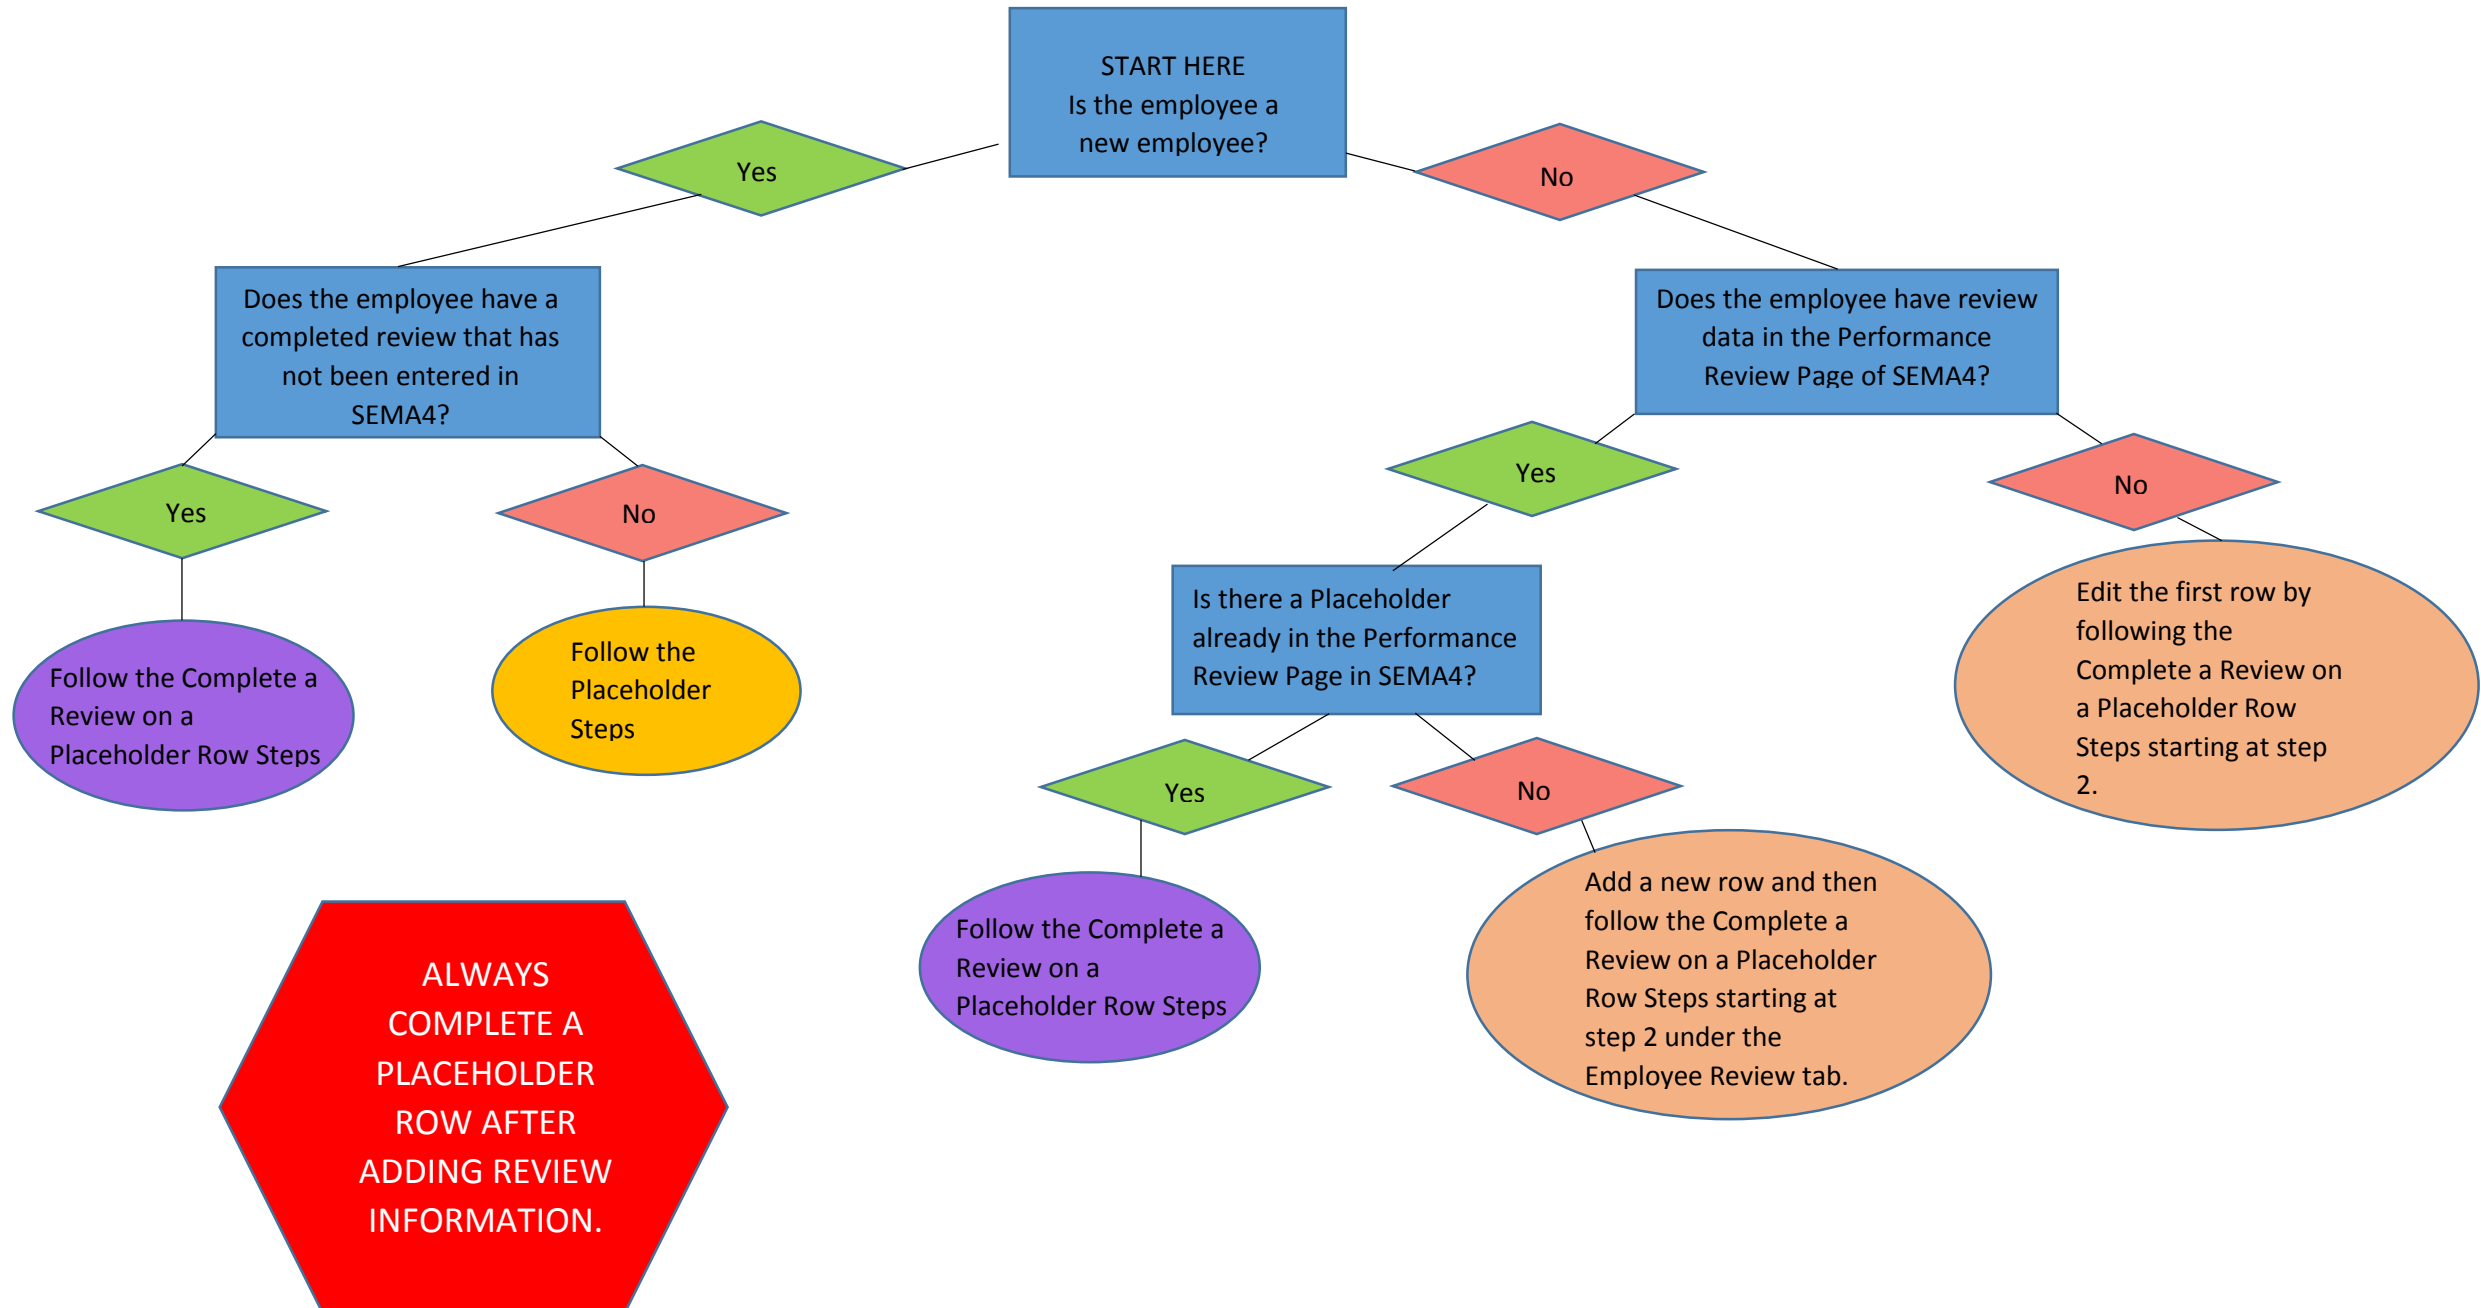 START HERE
Is the employee a
new employee?
Yes
No
Does the employee have a
completed review that has
not been entered in
SEMA4?
Does the employee have review
data in the Performance
Review Page of SEMA4?
Yes
No
Yes
No
Follow the Complete a
Review on a
Placeholder Row Steps
Follow the
Placeholder
Steps
Is there a Placeholder
already in the Performance
Review Page in SEMA4?
Edit the first row by
following the
Complete a Review on
a Placeholder Row
Steps starting at step
2.
Yes
No
Follow the Complete a
Review on a
Placeholder Row Steps
Add a new row and then
follow the Complete a
Review on a Placeholder
Row Steps starting at
step 2 under the
Employee Review tab.
ALWAYS
COMPLETE A
PLACEHOLDER
ROW AFTER
ADDING REVIEW
INFORMATION.